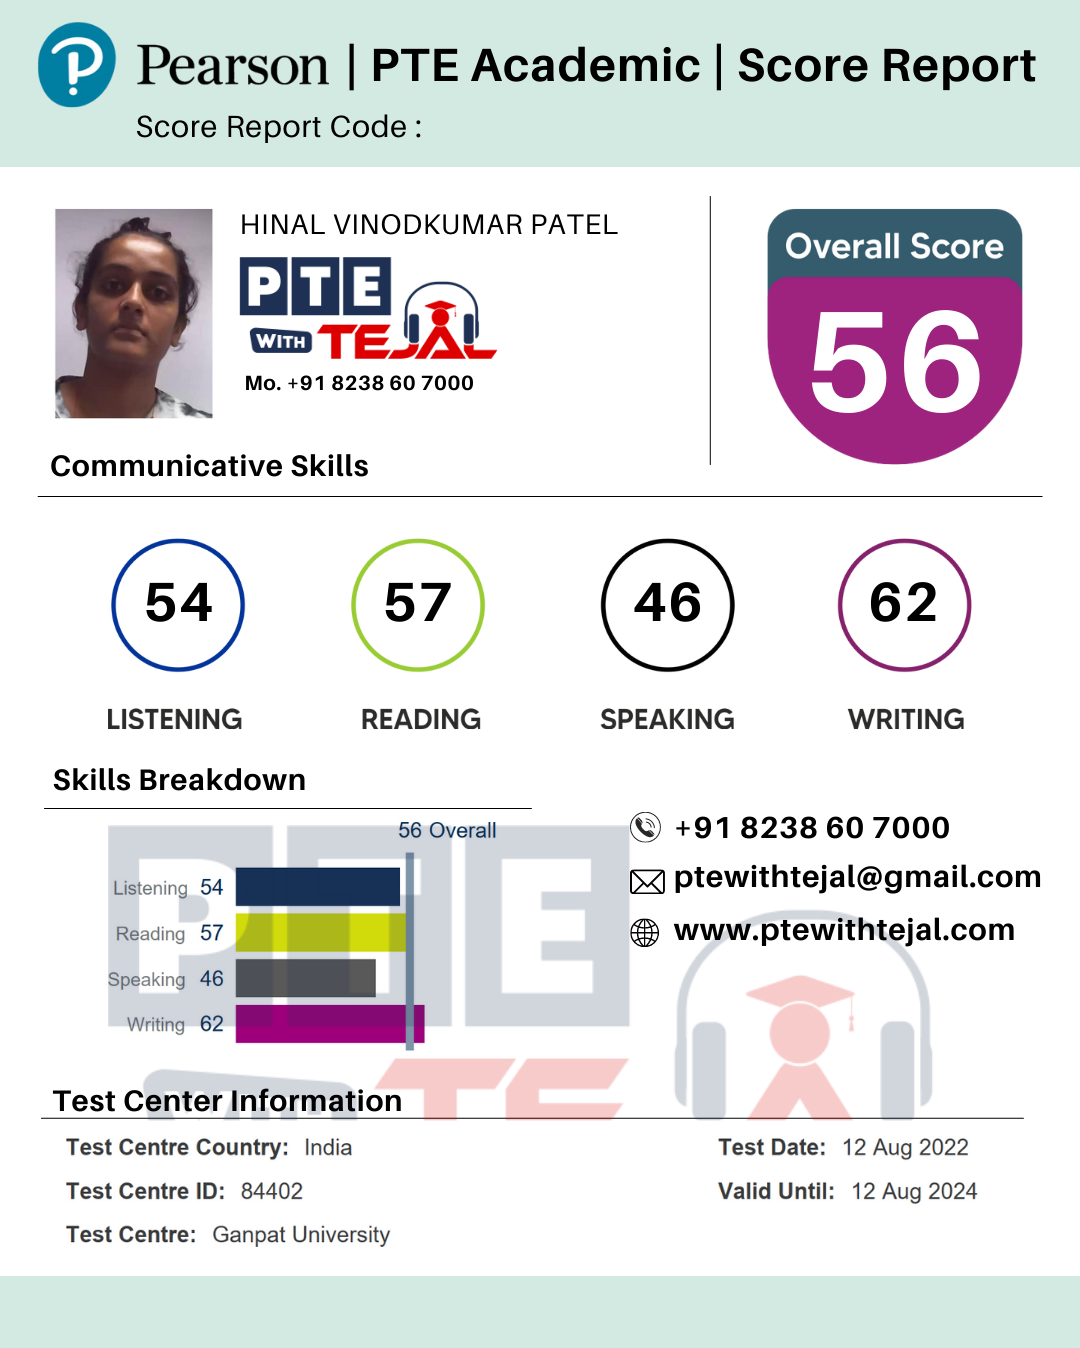 Pearson | PTE Academic | Score Report
Score Report Code :
HINAL VINODKUMAR PATEL
PTE
WITH TEJAL
Mo. +91 8238 60 7000
Overall Score
56
Communicative Skills
54 57 46 62
LISTENING READING SPEAKING WRITING
Skills Breakdown
56 Overall
Listening 54
Reading 57
Speaking 46
Writing 62
+91 8238 60 7000
ptewithtejal@gmail.com
www.ptewithtejal.com
PTE
WITH TE
Test Center Information
Test Centre Country: India
Test Date: 12 Aug 2022
Test Centre ID: 84402
Valid Until: 12 Aug 2024
Test Centre: Ganpat University